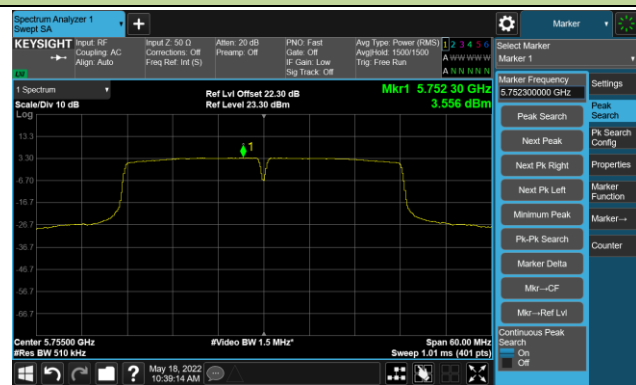 Spectrum Analyzer 1
Swept SA
Marker
KEYSIGHT
Input: RF
Coupling: AC
Align: Auto
Input Z: 50 Ω
Corrections: Off
Freq Ref: Int (S)
Atten: 20 dB
Preamp: Off
PNO: Fast
Gate: Off
IF Gain: Low
Sig Track: Off
Avg Type: Power (RMS)
Avg|Hold: 1500/1500
Trig: Free Run
1 2 3 4 5 6
A W W W W W
A N N N N N
LXI
1 Spectrum
Scale/Div 10 dB
Log
Ref Lvl Offset 22.30 dB
Ref Level 23.30 dBm
Mkr1 5.752 30 GHz
3.556 dBm
13.3
3.30
-6.70
-16.7
-26.7
-36.7
-46.7
-56.7
-66.7
1
Center 5.75500 GHz
#Res BW 510 kHz
#Video BW 1.5 MHz*
Span 60.00 MHz
Sweep 1.01 ms (401 pts)
May 18, 2022
10:39:14 AM
Select Marker
Marker 1
Marker Frequency
5.752300000 GHz
Peak Search
Next Peak
Next Pk Right
Next Pk Left
Minimum Peak
Pk-Pk Search
Marker Delta
Mkr→CF
Mkr→Ref Lvl
Continuous Peak
Search
On
Off
Settings
Peak
Search
Pk Search
Config
Properties
Marker
Function
Marker→
Counter